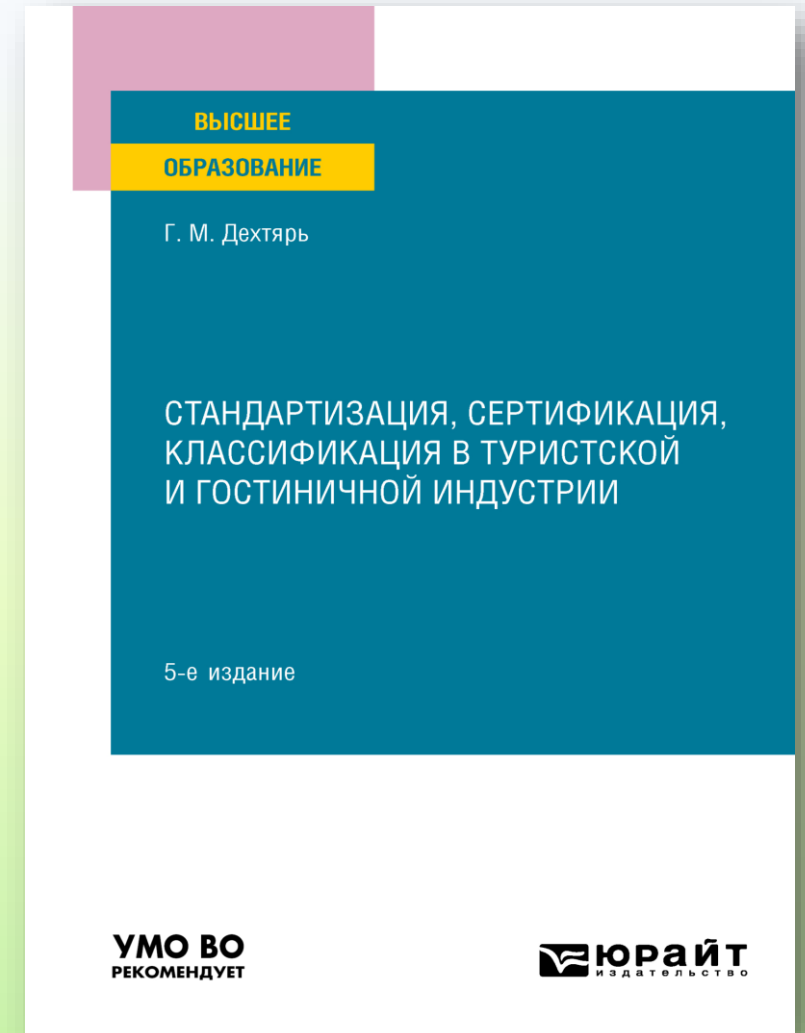 ВЫСШЕЕ
ОБРАЗОВАНИЕ
Г. М. Дехтярь
СТАНДАРТИЗАЦИЯ, СЕРТИФИКАЦИЯ,
КЛАССИФИКАЦИЯ В ТУРИСТСКОЙ
И ГОСТИНИЧНОЙ ИНДУСТРИИ
5-е издание
УМО ВО
РЕКОМЕНДУЕТ
юрайт
издательство